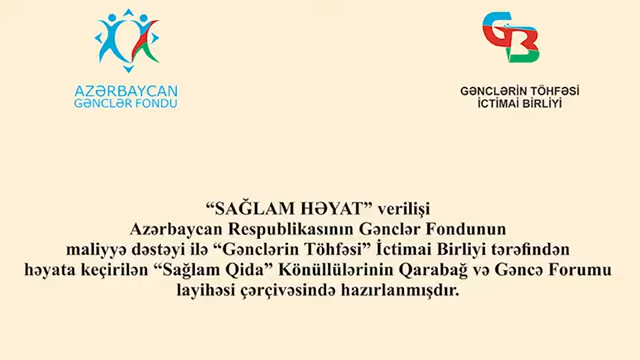 AZƏRBAYCAN
GƏNCLƏR FONDU
GB
GƏNCLƏRİN TÖHFƏSİ
İCTİMAİ BİRLİYİ
“SAĞLAM HƏYAT” verilişi
Azərbaycan Respublikasının Gənclər Fondunun
maliyyə dəstəyi ilə “Gənclərin Töhfəsi” İctimai Birliyi tərəfindən
həyata keçirilən “Sağlam Qida” Könüllülərinin Qarabağ və Gəncə Forumu
layihəsi çərçivəsində hazırlanmışdır.